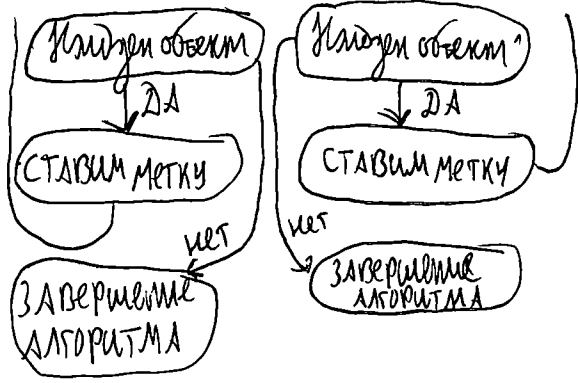 Найден объект
ДА
СТАВИМ МЕТКУ
НЕТ
ЗАВЕРШЕНИЕ
АЛГОРИТМА
Найден объект
ДА
СТАВИМ МЕТКУ
НЕТ
ЗАВЕРШЕНИЕ
АЛГОРИТМА